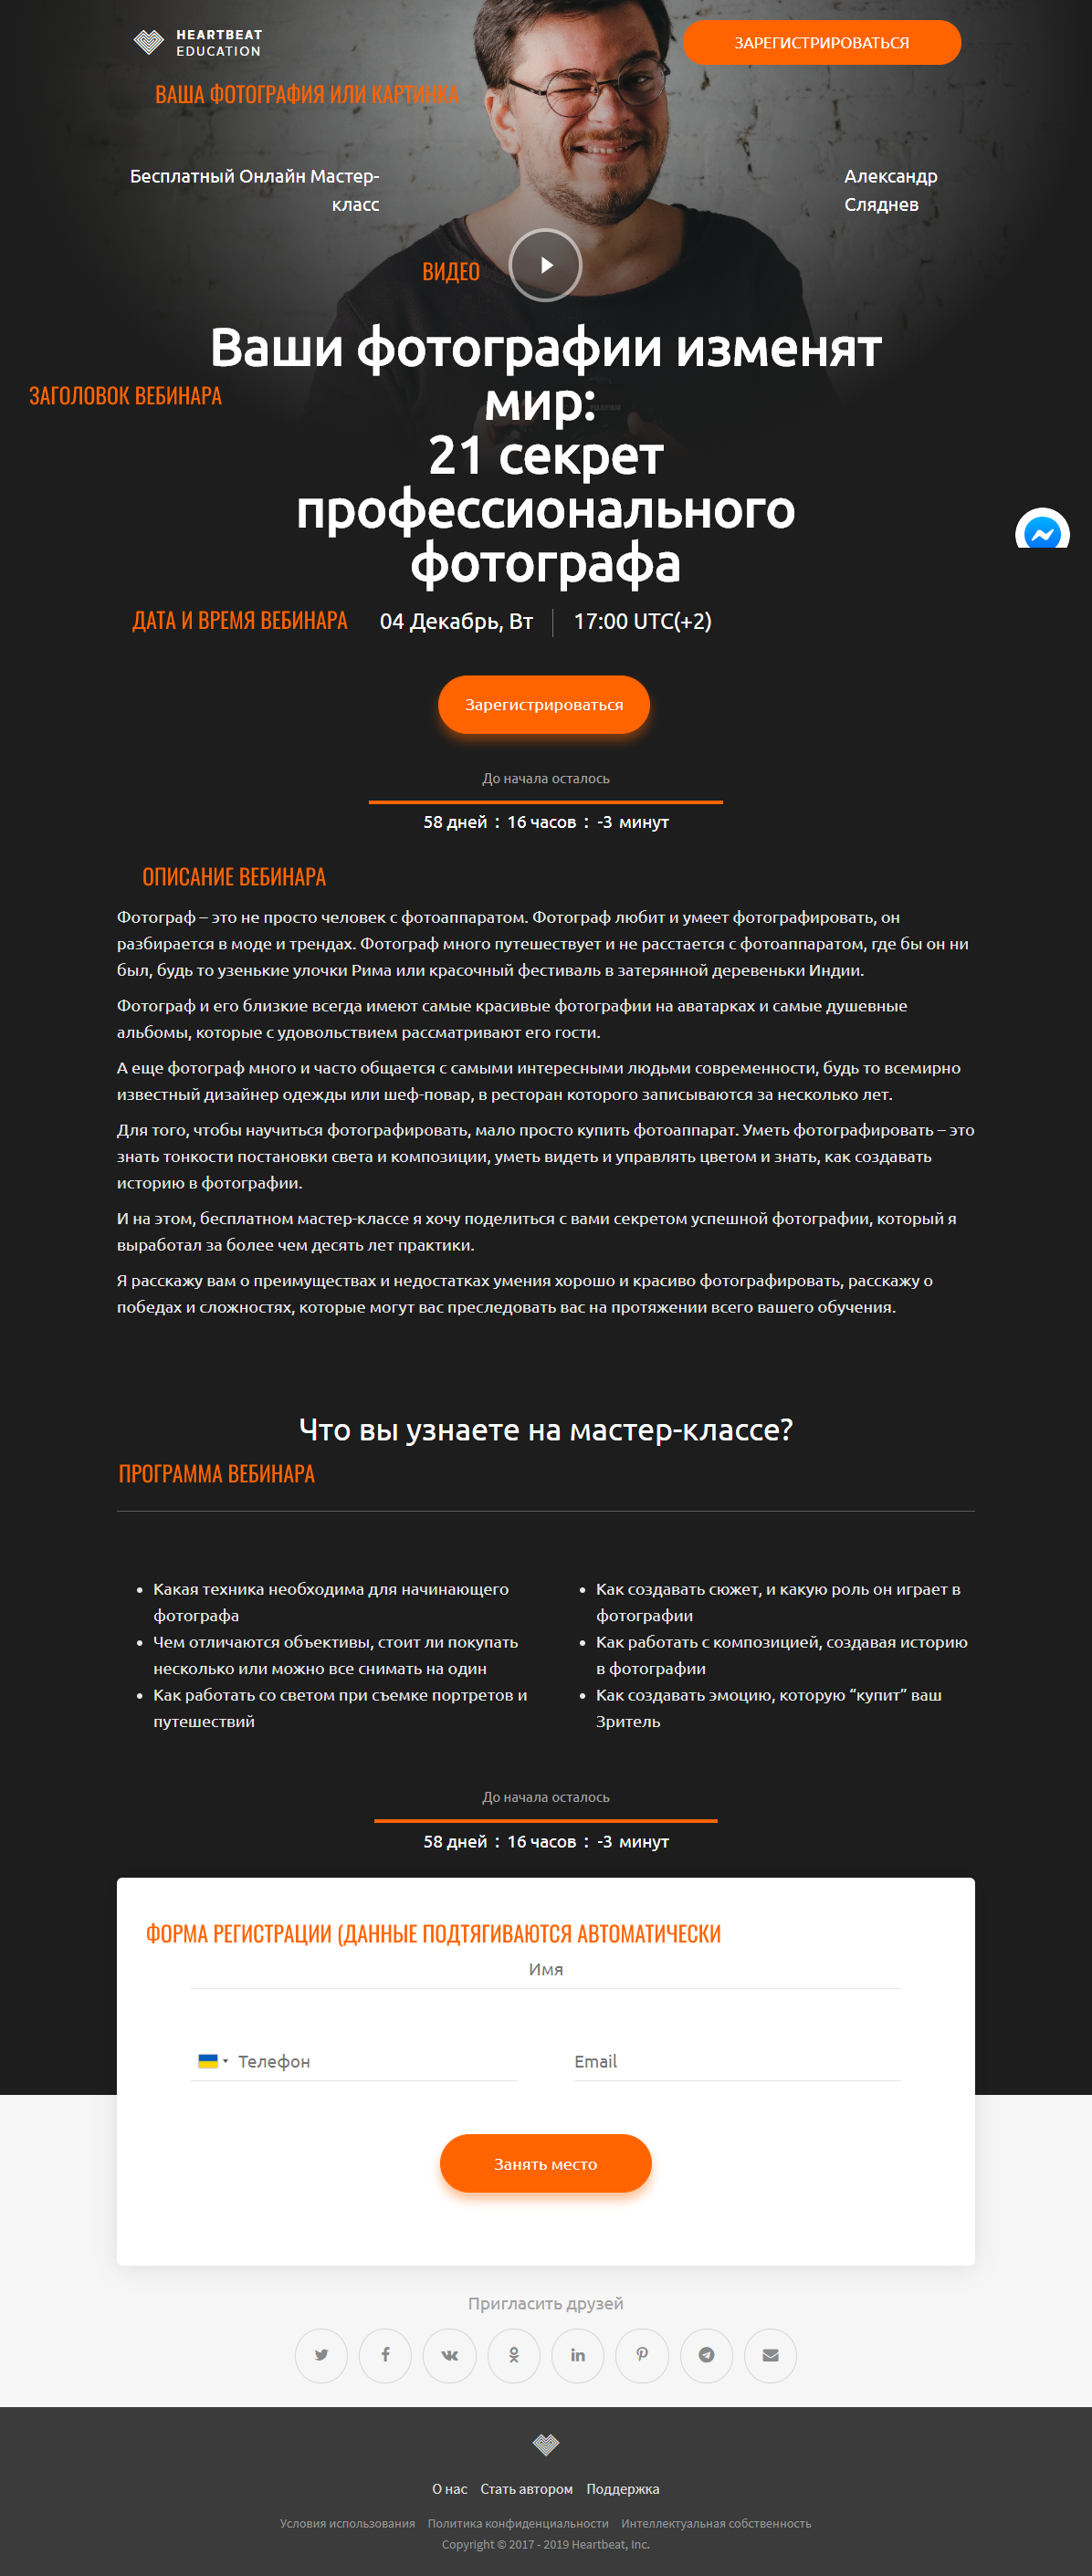 HEARTBEAT
EDUCATION
ЗАРЕГИСТРИРОВАТЬСЯ
ВАША ФОТОГРАФИЯ ИЛИ КАРТИНКА
Бесплатный Онлайн Мастер-
класс
Александр
Сляднев
ВИДЕО
Ваши фотографии изменят
мир:
ЗАГОЛОВОК ВЕБИНАРА
21 секрет
профессионального
фотографа
ДАТА И ВРЕМЯ ВЕБИНАРА 04 Декабрь, Вт 17:00 UTC(+2)
Зарегистрироваться
До начала осталось
58 дней : 16 часов : -3 минут
ОПИСАНИЕ ВЕБИНАРА
Фотограф – это не просто человек с фотоаппаратом. Фотограф любит и умеет фотографировать, он
разбирается в моде и трендах. Фотограф много путешествует и не расстается с фотоаппаратом, где бы он ни
был, будь то узенькие улочки Рима или красочный фестиваль в затерянной деревеньки Индии.
Фотограф и его близкие всегда имеют самые красивые фотографии на аватарках и самые душевные
альбомы, которые с удовольствием рассматривают его гости.
А еще фотограф много и часто общается с самыми интересными людьми современности, будь то всемирно
известный дизайнер одежды или шеф-повар, в ресторан которого записываются за несколько лет.
Для того, чтобы научиться фотографировать, мало просто купить фотоаппарат. Уметь фотографировать – это
знать тонкости постановки света и композиции, уметь видеть и управлять цветом и знать, как создавать
историю в фотографии.
И на этом, бесплатном мастер-классе я хочу поделиться с вами секретом успешной фотографии, который я
выработал за более чем десять лет практики.
Я расскажу вам о преимуществах и недостатках умения хорошо и красиво фотографировать, расскажу о
победах и сложностях, которые могут вас преследовать вас на протяжении всего вашего обучения.
Что вы узнаете на мастер-классе?
ПРОГРАММА ВЕБИНАРА
Какая техника необходима для начинающего
фотографа
Чем отличаются объективы, стоит ли покупать
несколько или можно все снимать на один
Как работать со светом при съемке портретов и
путешествий
Как создавать сюжет, и какую роль он играет в
фотографии
Как работать с композицией, создавая историю
в фотографии
Как создавать эмоцию, которую “купит” ваш
Зритель
До начала осталось
58 дней : 16 часов : -3 минут
ФОРМА РЕГИСТРАЦИИ (ДАННЫЕ ПОДТЯГИВАЮТСЯ АВТОМАТИЧЕСКИ
Имя
Телефон
Email
Занять место
Пригласить друзей
О нас Стать автором Поддержка
Условия использования Политика конфиденциальности Интеллектуальная собственность
Copyright © 2017 - 2019 Heartbeat, Inc.